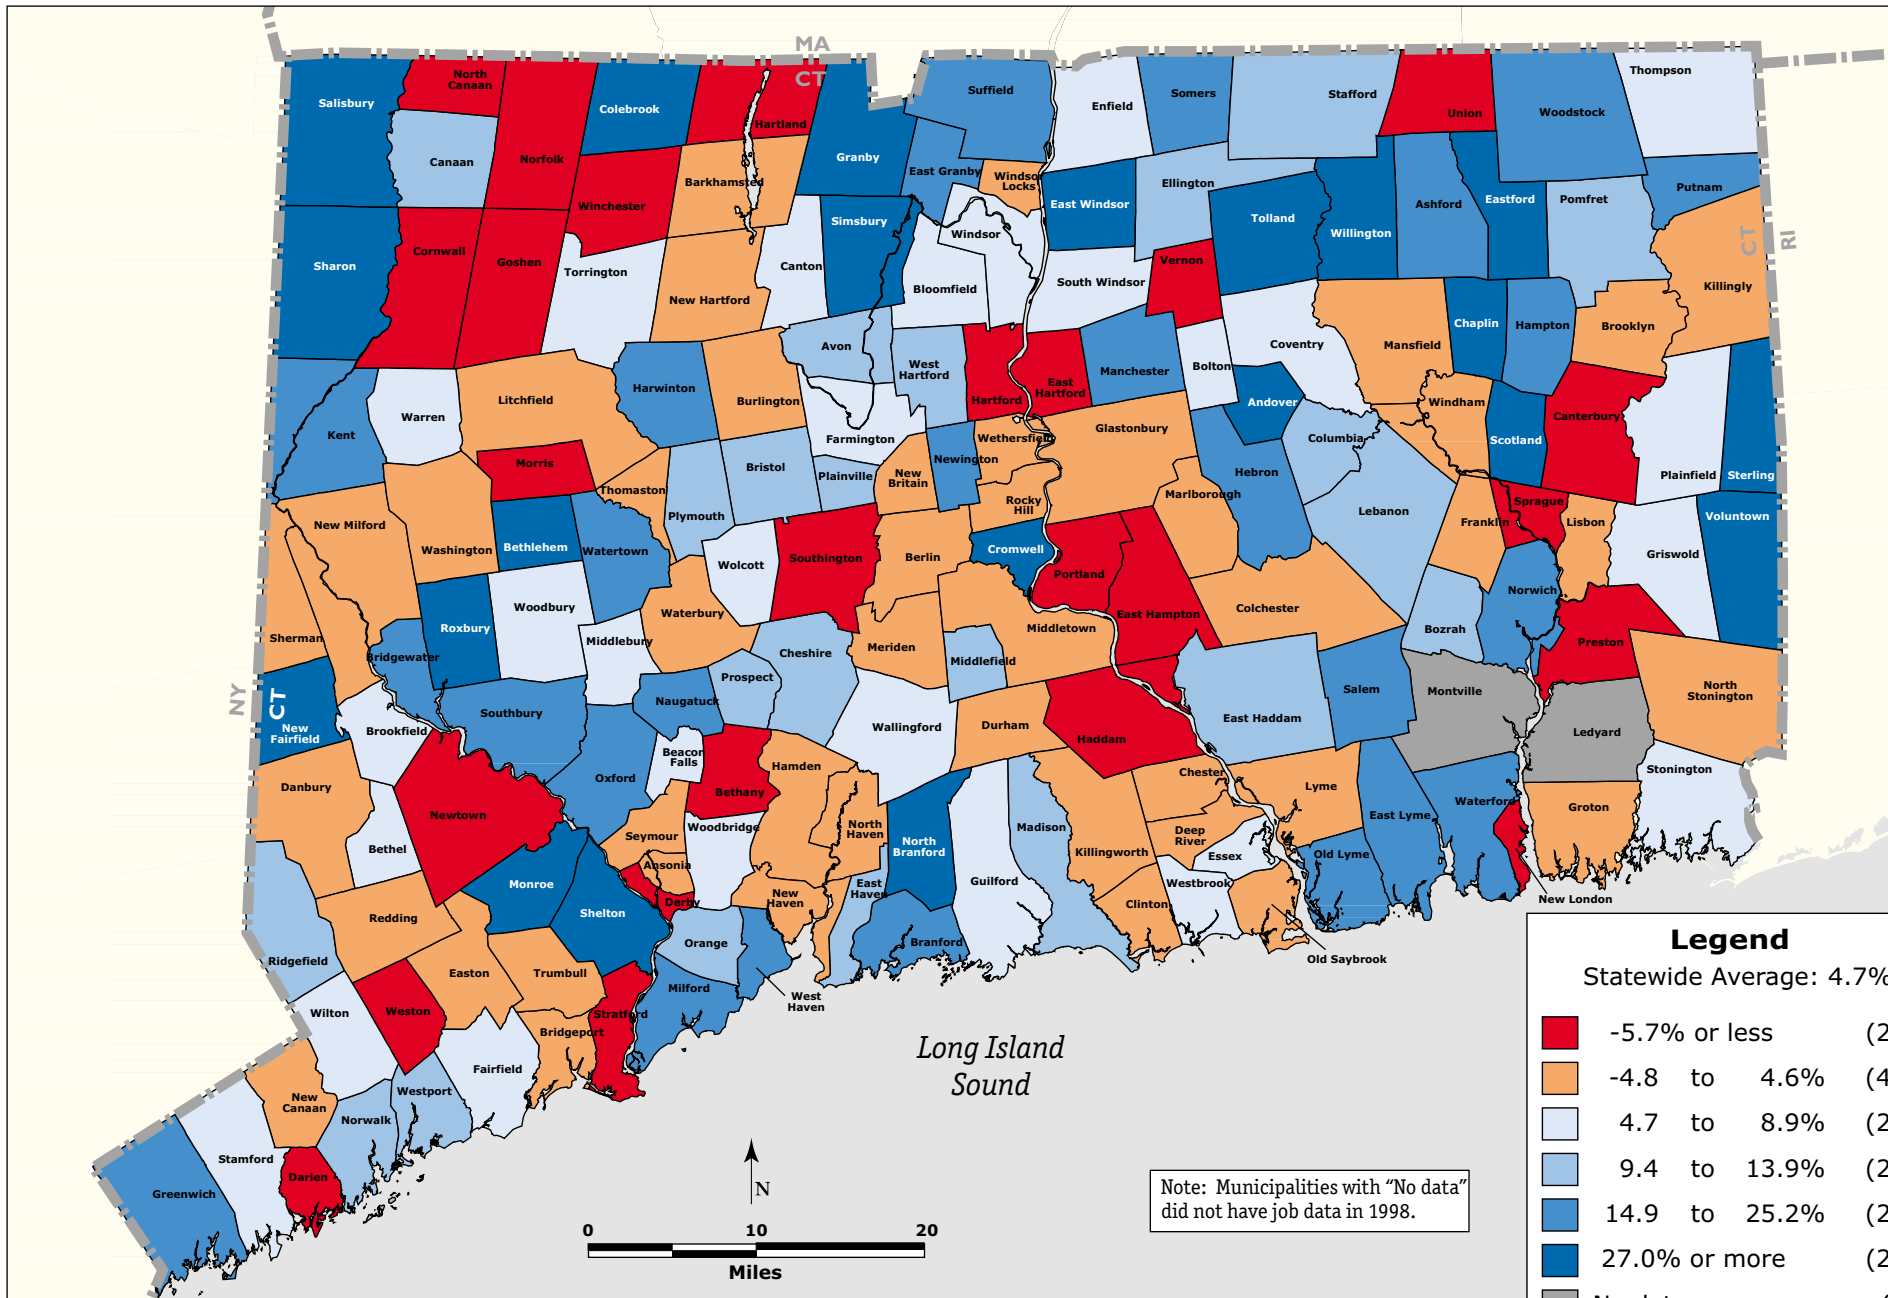 MA
CT
North
Canaan
Salisbury
Colebrook
Hartland
Suffield
Enfield
Somers
Stafford
Union
Woodstock
Thompson
Canaan
Norfolk
Granby
East Granby
Windsor
Locks
Barkhamsted
Winchester
Simsbury
East Windsor
Ellington
Tolland
Willington
Ashford
Eastford
Pomfret
Putnam
CT
RI
Sharon
Cornwall
Goshen
Torrington
New Hartford
Canton
Windsor
Bloomfield
South Windsor
Vernon
Killingly
Coventry
Mansfield
Chaplin
Hampton
Brooklyn
Avon
West
Hartford
Hartford
East
Hartford
Manchester
Bolton
Andover
Windham
Scotland
Canterbury
Plainfield
Sterling
Kent
Warren
Litchfield
Harwinton
Burlington
Farmington
Wethersfield
Glastonbury
Columbia
Hebron
Morris
Bristol
Plainville
New
Britain
Newington
Rocky
Hill
Marlborough
Lebanon
Franklin
Sprague
Lisbon
Voluntown
Griswold
New Milford
Washington
Bethlehem
Watertown
Thomaston
Plymouth
Wolcott
Southington
Berlin
Cromwell
Portland
East Hampton
Colchester
Norwich
Bozrah
Preston
Sherman
Bridgewater
Roxbury
Woodbury
Middlebury
Waterbury
Cheshire
Meriden
Middletown
Middlefield
North
Stonington
NY
CT
New
Fairfield
Brookfield
Southbury
Naugatuck
Prospect
Wallingford
Durham
Haddam
East Haddam
Salem
Montville
Ledyard
Stonington
Danbury
Bethel
Newtown
Oxford
Beacon
Falls
Bethany
Hamden
Chester
Lyme
East Lyme
Waterford
Groton
Seymour
Woodbridge
North
Haven
North
Branford
Madison
Killingworth
Deep
River
Essex
Old Lyme
Ansonia
Derby
Monroe
Shelton
New
Haven
East
Haven
Guilford
Westbrook
Clinton
New London
Redding
Ridgefield
Easton
Trumbull
Orange
Branford
Old Saybrook
Milford
West
Haven
Wilton
Weston
Stratford
Bridgeport
Fairfield
Westport
Norwalk
New
Canaan
Stamford
Darien
Greenwich
Long Island
Sound
N
0 10 20
Miles
Note: Municipalities with “No data”
did not have job data in 1998.
Legend
Statewide Average: 4.7%
-5.7% or less (2
-4.8 to 4.6% (4
4.7 to 8.9% (2
9.4 to 13.9% (2
14.9 to 25.2% (2
27.0% or more (2